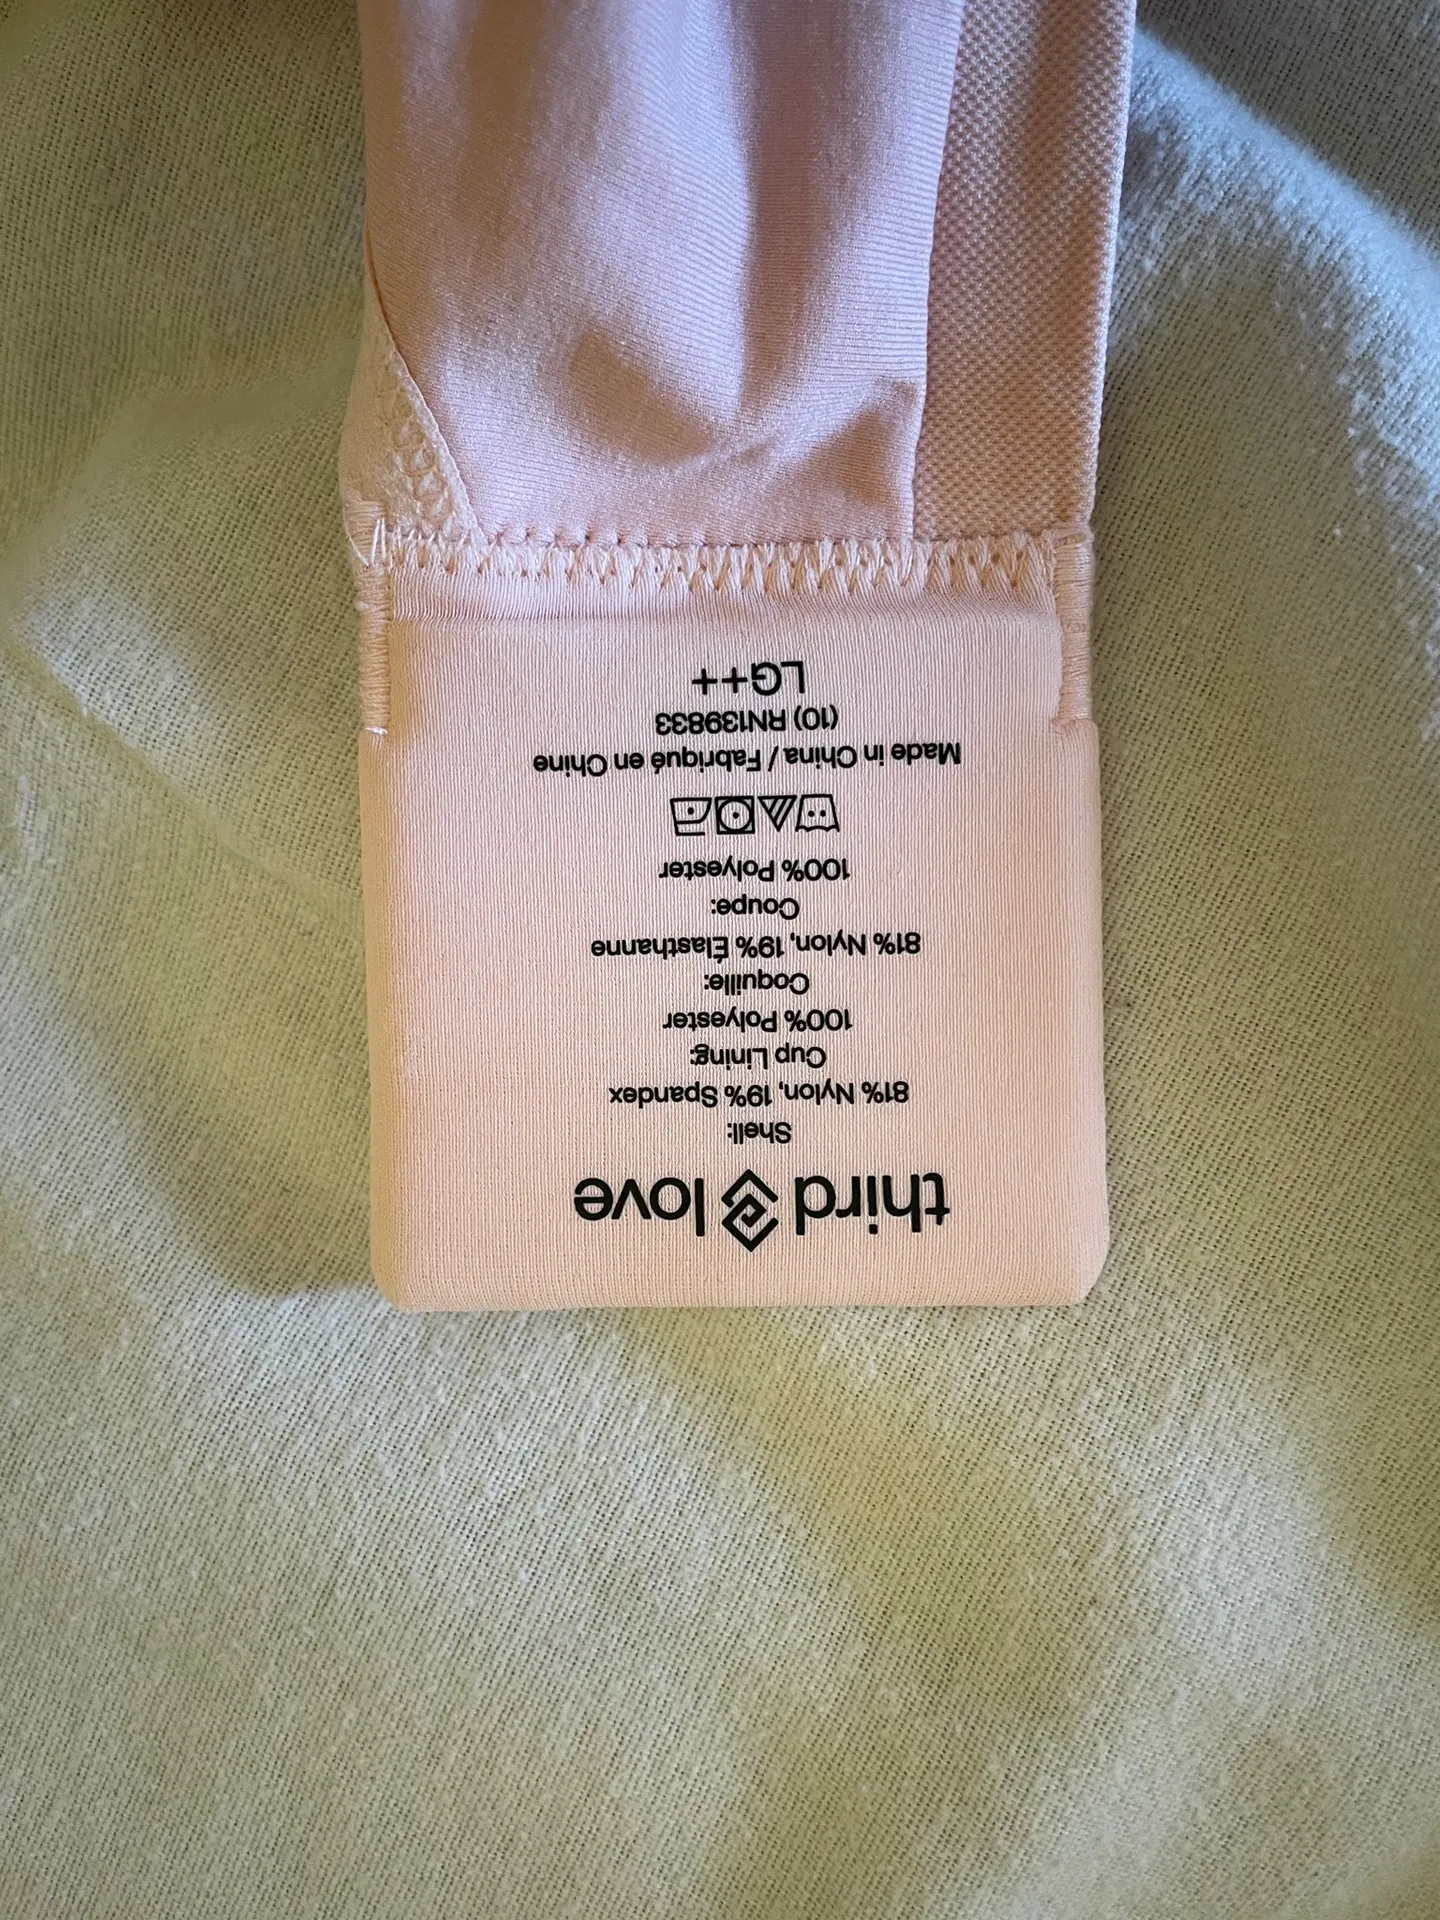 third love
Shell:
81% Nylon, 19% Spandex
Cup Lining:
100% Polyester
Coquille:
81% Nylon, 19% Élasthanne
Coupe:
100% Polyester
Made in China / Fabriqué en Chine
(10) RN139833
LG++